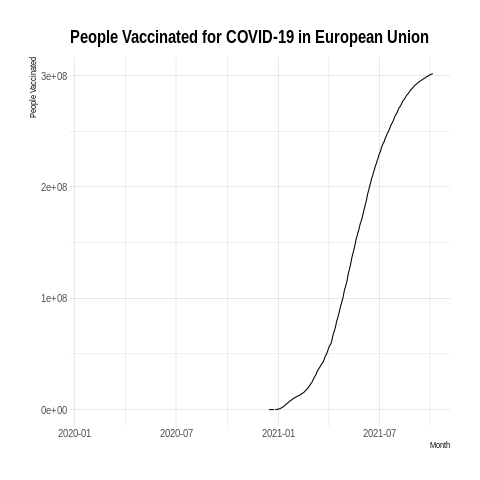 People Vaccinated for COVID-19 in European Union
People Vaccinated
3e+08
2e+08
1e+08
0e+00
2020-01 2020-07 2021-01 2021-07
Month